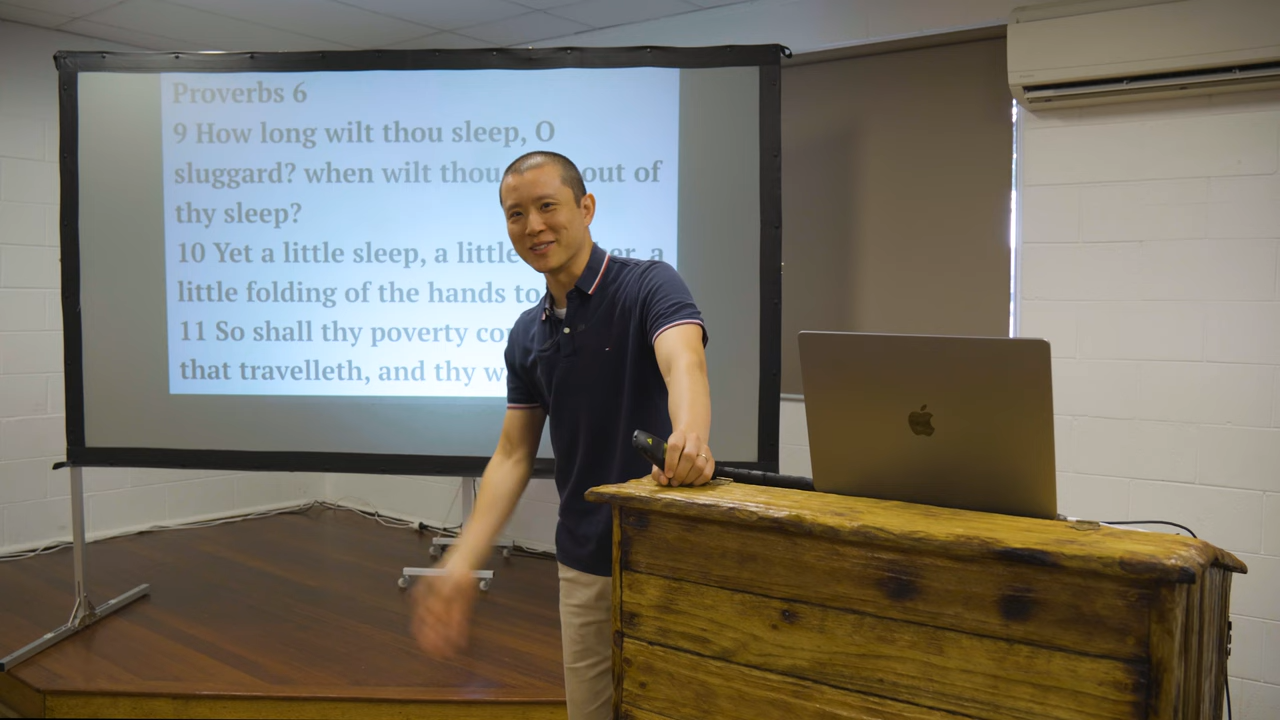 Proverbs 6
9 How long wilt thou sleep, O
sluggard? when wilt thou out of
thy sleep?
10 Yet a little sleep, a little a
little folding of the hands to
11 So shall thy poverty
that travelleth, and thy